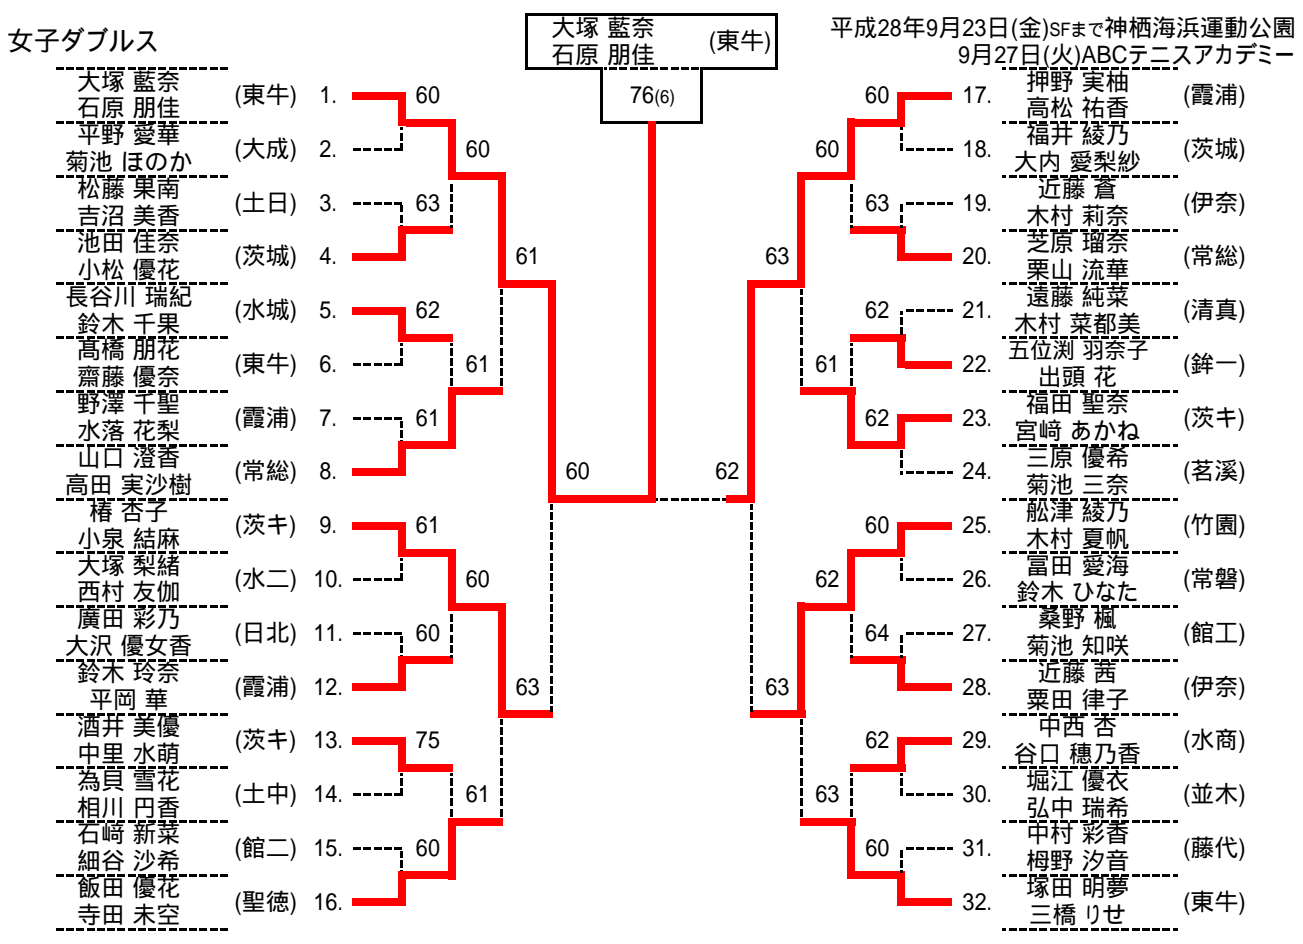 女子ダブルス
大塚 藍奈
石原 朋佳
(東牛)
76(6)
平成28年9月23日(金)SFまで神栖海浜運動公園
9月27日(火)ABCテニスアカデミー
大塚 藍奈
石原 朋佳
(東牛) 1.
平野 愛華
菊池 ほのか
(大成) 2.
松藤 果南
吉沼 美香
(土日) 3.
池田 佳奈
小松 優花
(茨城) 4.
長谷川 瑞紀
鈴木 千果
(水城) 5.
髙橋 朋花
齋藤 優奈
(東牛) 6.
野澤 千聖
水落 花梨
(霞浦) 7.
山口 澄香
高田 実沙樹
(常総) 8.
椿 杏子
小泉 結麻
(茨キ) 9.
大塚 梨緒
西村 友伽
(水二) 10.
廣田 彩乃
大沢 優女香
(日北) 11.
鈴木 玲奈
平岡 華
(霞浦) 12.
酒井 美優
中里 水萌
(茨キ) 13.
為貝 雪花
相川 円香
(土中) 14.
石﨑 新菜
細谷 沙希
(館二) 15.
飯田 優花
寺田 未空
(聖徳) 16.
60
63
62
61
61
60
75
60
60
61
60
61
61
63
60
62
63
63
60
61
62
63
60
63
62
62
60
64
62
60
17. 押野 実柚
高松 祐香
(霞浦)
18. 福井 綾乃
大内 愛梨紗
(茨城)
19. 近藤 蒼
木村 莉奈
(伊奈)
20. 芝原 瑠奈
栗山 流華
(常総)
21. 遠藤 純菜
木村 菜都美
(清真)
22. 五位渕 羽奈子
出頭 花
(鉾一)
23. 福田 聖奈
宮﨑 あかね
(茨キ)
24. 三原 優希
菊池 三奈
(茗溪)
25. 舩津 綾乃
木村 夏帆
(竹園)
26. 冨田 愛海
鈴木 ひなた
(常磐)
27. 桑野 楓
菊池 知咲
(館工)
28. 近藤 茜
粟田 律子
(伊奈)
29. 中西 杏
谷口 穂乃香
(水商)
30. 堀江 優衣
弘中 瑞希
(並木)
31. 中村 彩香
栂野 汐音
(藤代)
32. 塚田 明夢
三橋 りせ
(東牛)